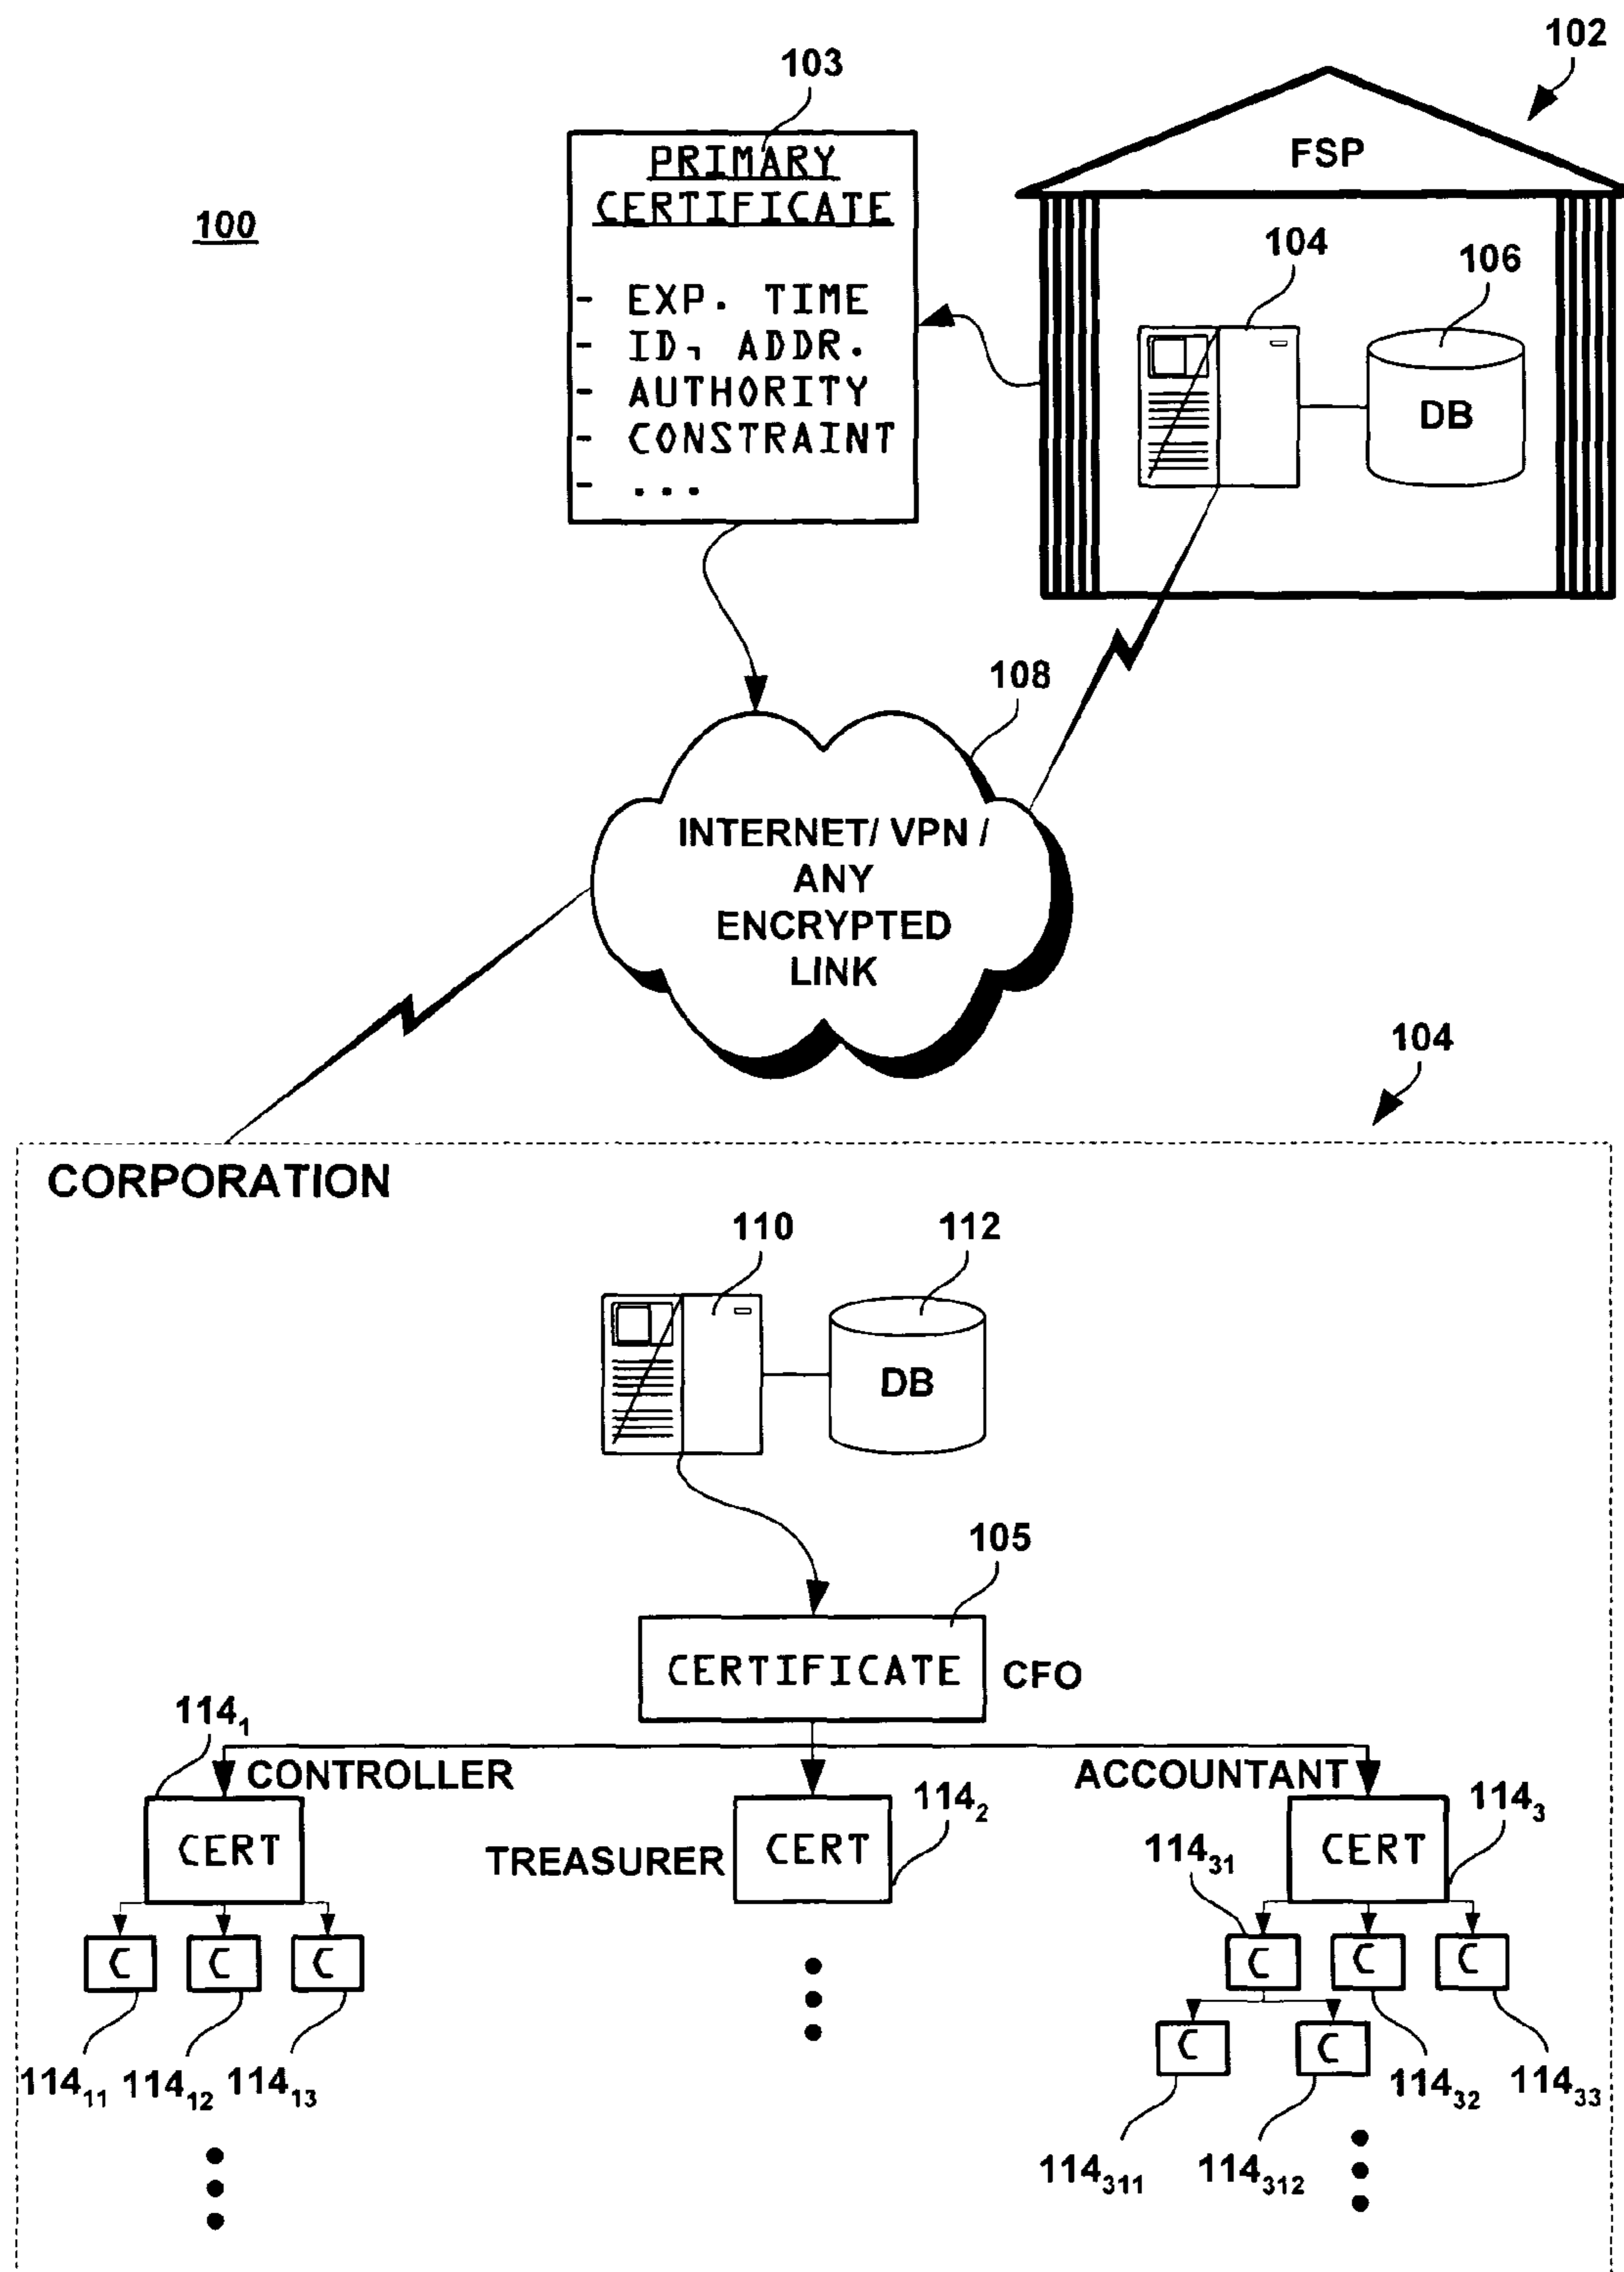 102
103
FSP
PRIMARY
CERTIFICATE
100
104
106
- EXP. TIME
- ID, ADDR.
- AUTHORITY
- CONSTRAINT
- ...
DB
108
INTERNET/ VPN /
ANY
ENCRYPTED
LINK
104
CORPORATION
110
112
DB
105
CERTIFICATE
CFO
114₁
CONTROLLER
ACCOUNTANT
114₂
114₃
CERT
TREASURER
CERT
CERT
114₃₁
C
C
C
C
C
C
C
C
114₁₁
114₁₂
114₁₃
114₃₂
114₃₃
114₃₁₁
114₃₁₂